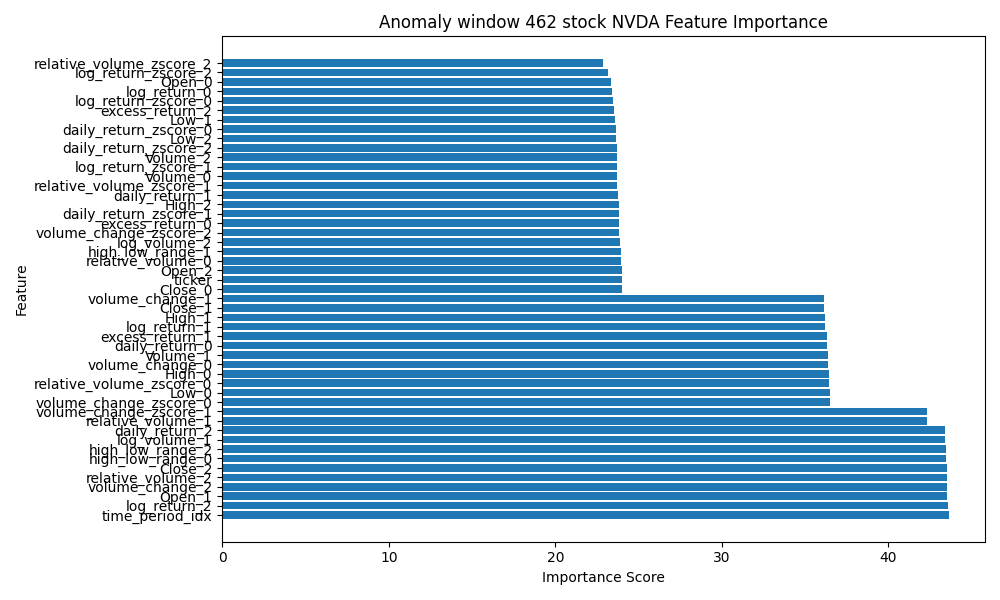 Anomaly window 462 stock NVDA Feature Importance
relative_volume_zscore_2
log_return_zscore_2
Open_0
log_return_0
log_return_zscore_0
excess_return_2
Low_1
daily_return_zscore_0
Low_2
daily_return_zscore_2
Volume_2
log_return_zscore_1
Volume_0
relative_volume_zscore_1
daily_return_1
High_2
daily_return_zscore_1
excess_return_0
volume_change_zscore_2
log_volume_2
high_low_range_1
relative_volume_0
Open_2
ticker
Close_0
volume_change_1
Close_1
High_1
log_return_1
excess_return_1
daily_return_0
Volume_1
volume_change_0
High_0
relative_volume_zscore_0
Low_0
volume_change_zscore_0
volume_change_zscore_1
relative_volume_1
daily_return_2
log_volume_1
high_low_range_2
high_low_range_0
Close_2
relative_volume_2
volume_change_2
Open_1
log_return_2
time_period_idx
Feature
0 10 20 30 40
Importance Score